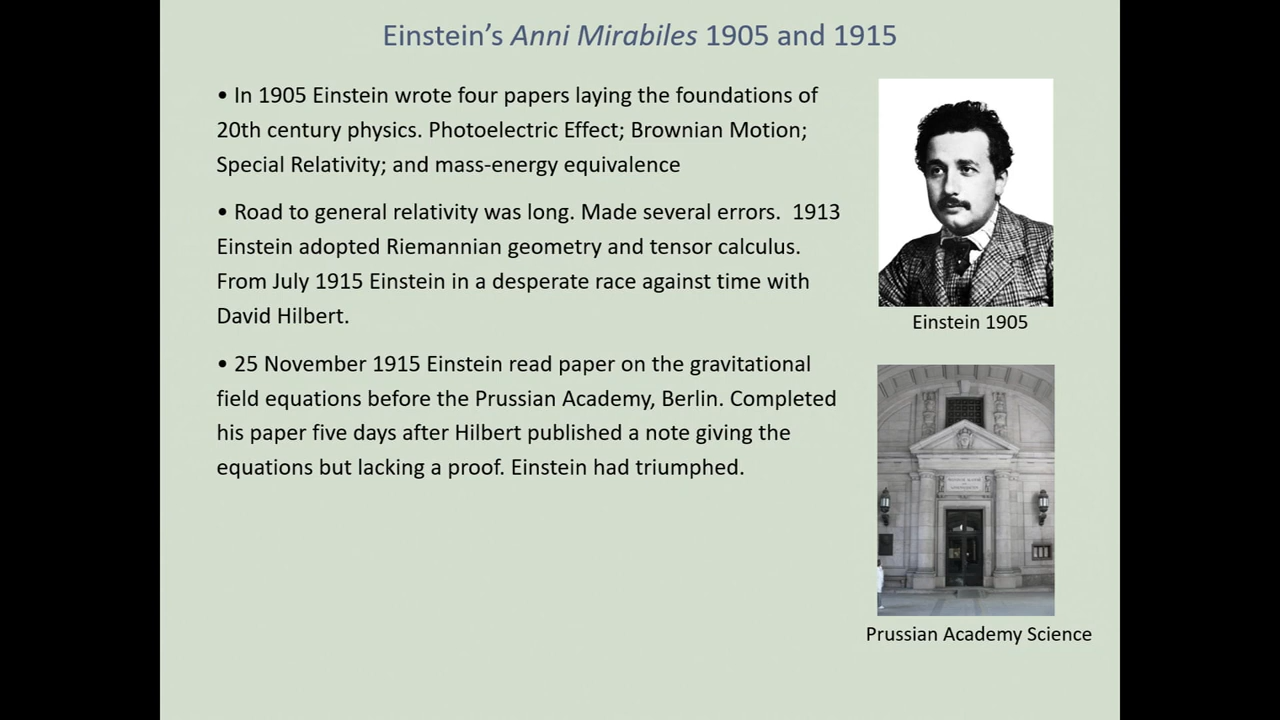 Einstein’s Anni Mirabiles 1905 and 1915
• In 1905 Einstein wrote four papers laying the foundations of
20th century physics. Photoelectric Effect; Brownian Motion;
Special Relativity; and mass-energy equivalence
• Road to general relativity was long. Made several errors.  1913
Einstein adopted Riemannian geometry and tensor calculus.
From July 1915 Einstein in a desperate race against time with
David Hilbert.
• 25 November 1915 Einstein read paper on the gravitational
field equations before the Prussian Academy, Berlin. Completed
his paper five days after Hilbert published a note giving the
equations but lacking a proof. Einstein had triumphed.
Einstein 1905
Prussian Academy Science